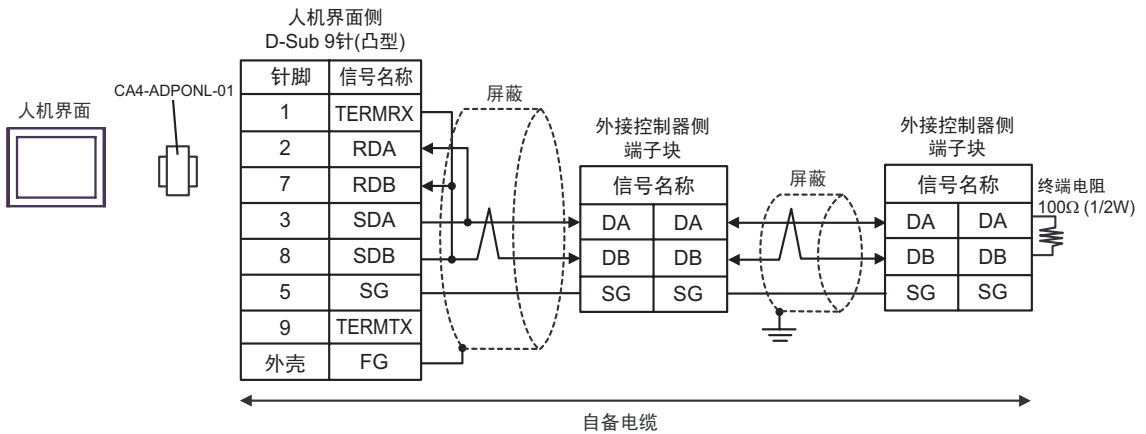 人机界面
CA4-ADPONL-01
人机界面侧
D-Sub 9针(凸型)
针脚 信号名称
1 TERMRX
2 RDA
7 RDB
3 SDA
8 SDB
5 SG
9 TERMTX
外壳 FG
屏蔽
外接控制器侧
端子块
信号名称
DA DA
DB DB
SG SG
屏蔽
外接控制器侧
端子块
信号名称
DA DA
DB DB
SG SG
终端电阻
100Ω (1/2W)
自备电缆